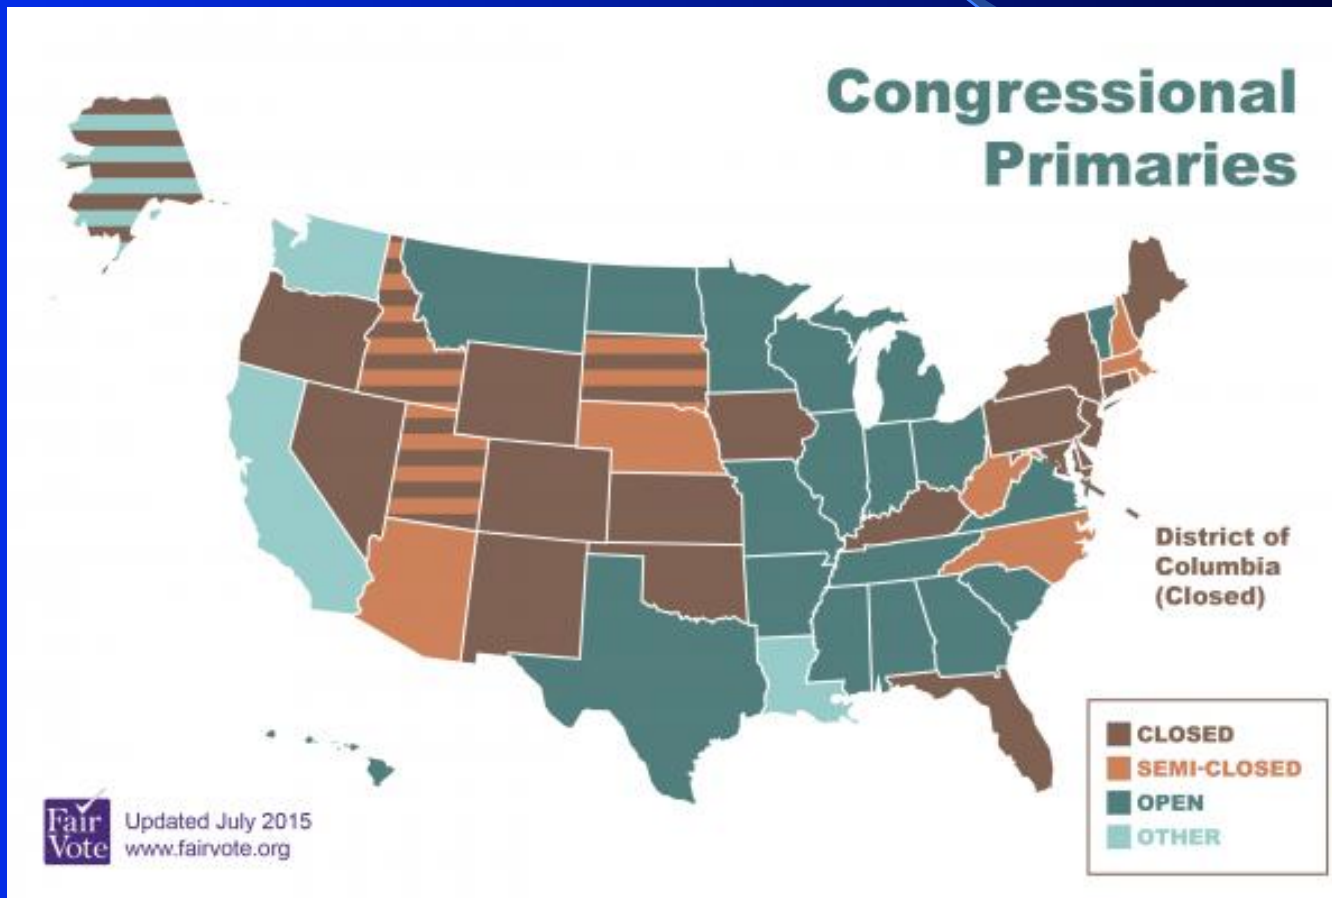 Congressional
Primaries
District of
Columbia
(Closed)
CLOSED
SEMI-CLOSED
OPEN
OTHER
Fair
Vote
Updated July 2015
www.fairvote.org